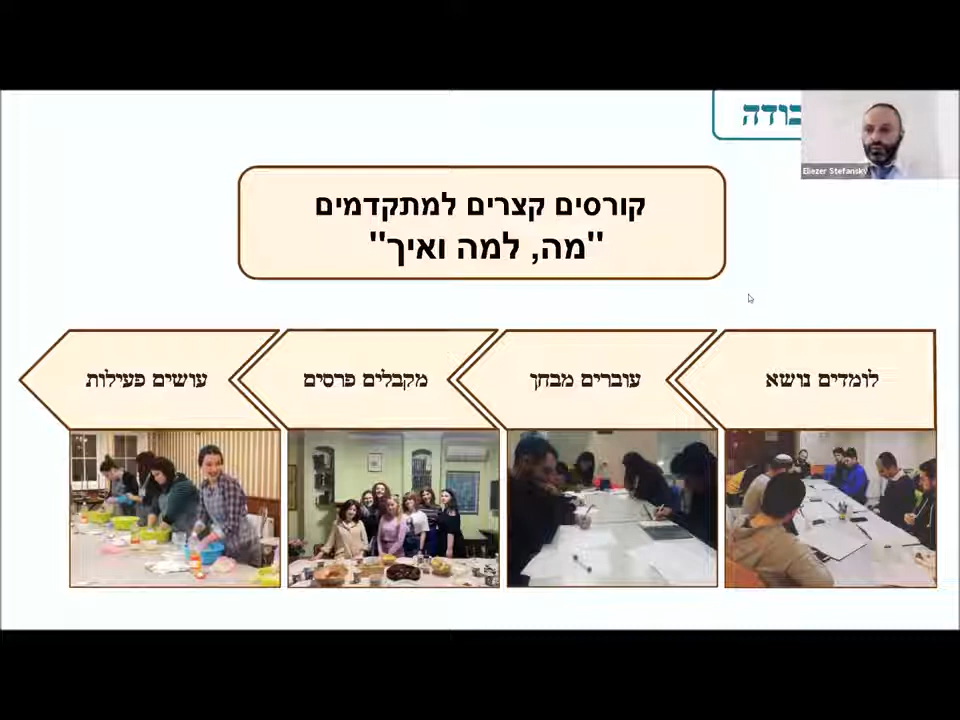 קורסים קצרים למתקדמים
"מה, למה ואיך"
לומדים נושא
עוברים מבחן
מקבלים פרסים
עושים פעילות
Eliezer Stefansky